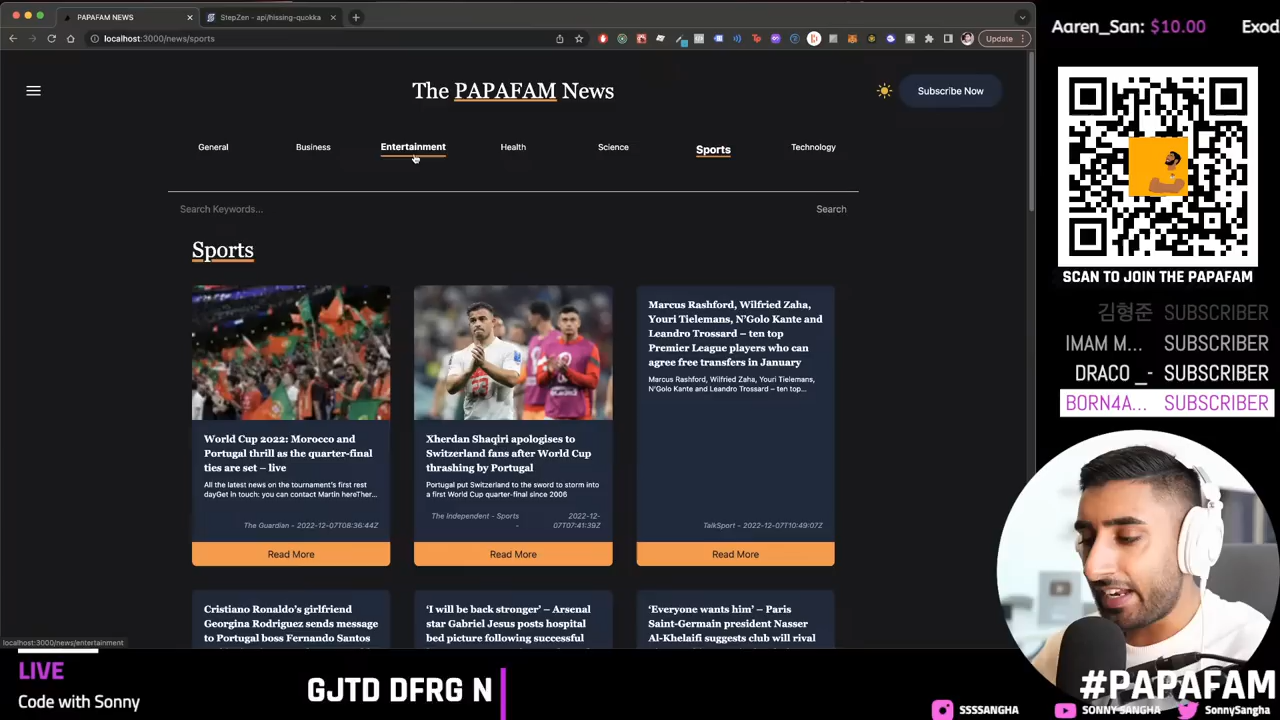 PAPAFAM NEWS
StepZen - api/hissing-quokka
localhost:3000/news/sports
Update
The PAPAFAM News
Subscribe Now
General
Business
Entertainment
Health
Science
Sports
Technology
Search Keywords...
Search
Sports
World Cup 2022: Morocco and
Portugal thrill as the quarter-final
ties are set – live
All the latest news on the tournament's first rest
dayGet in touch: you can contact Martin hereTher...
The Guardian - 2022-12-07T08:36:44Z
Read More
Xherdan Shaqiri apologises to
Switzerland fans after World Cup
thrashing by Portugal
Portugal put Switzerland to the sword to storm into
a first World Cup quarter-final since 2006
The Independent - Sports
-
2022-12-
07T07:41:39Z
Read More
Marcus Rashford, Wilfried Zaha,
Youri Tielemans, N'Golo Kante and
Leandro Trossard – ten top
Premier League players who can
agree free transfers in January
Marcus Rashford, Wilfried Zaha, Youri Tielemans,
N'Golo Kante and Leandro Trossard – ten top...
TalkSport - 2022-12-07T10:49:07Z
Read More
Cristiano Ronaldo's girlfriend
Georgina Rodriguez sends message
to Portugal boss Fernando Santos
'I will be back stronger' – Arsenal
star Gabriel Jesus posts hospital
bed picture following successful
'Everyone wants him' – Paris
Saint-Germain president Nasser
Al-Khelaifi suggests club will rival
localhost:3000/news/entertainment
Aaren_San: $10.00
Exod
SCAN TO JOIN THE PAPAFAM
김형준 SUBSCRIBER
IMAM M... SUBSCRIBER
DRACO _- SUBSCRIBER
BORN4A... SUBSCRIBER
LIVE
Code with Sonny
GJTD DFRG N
#PAPAFAM
SSSSANGHA
SONNY SANGHA
SonnySangha